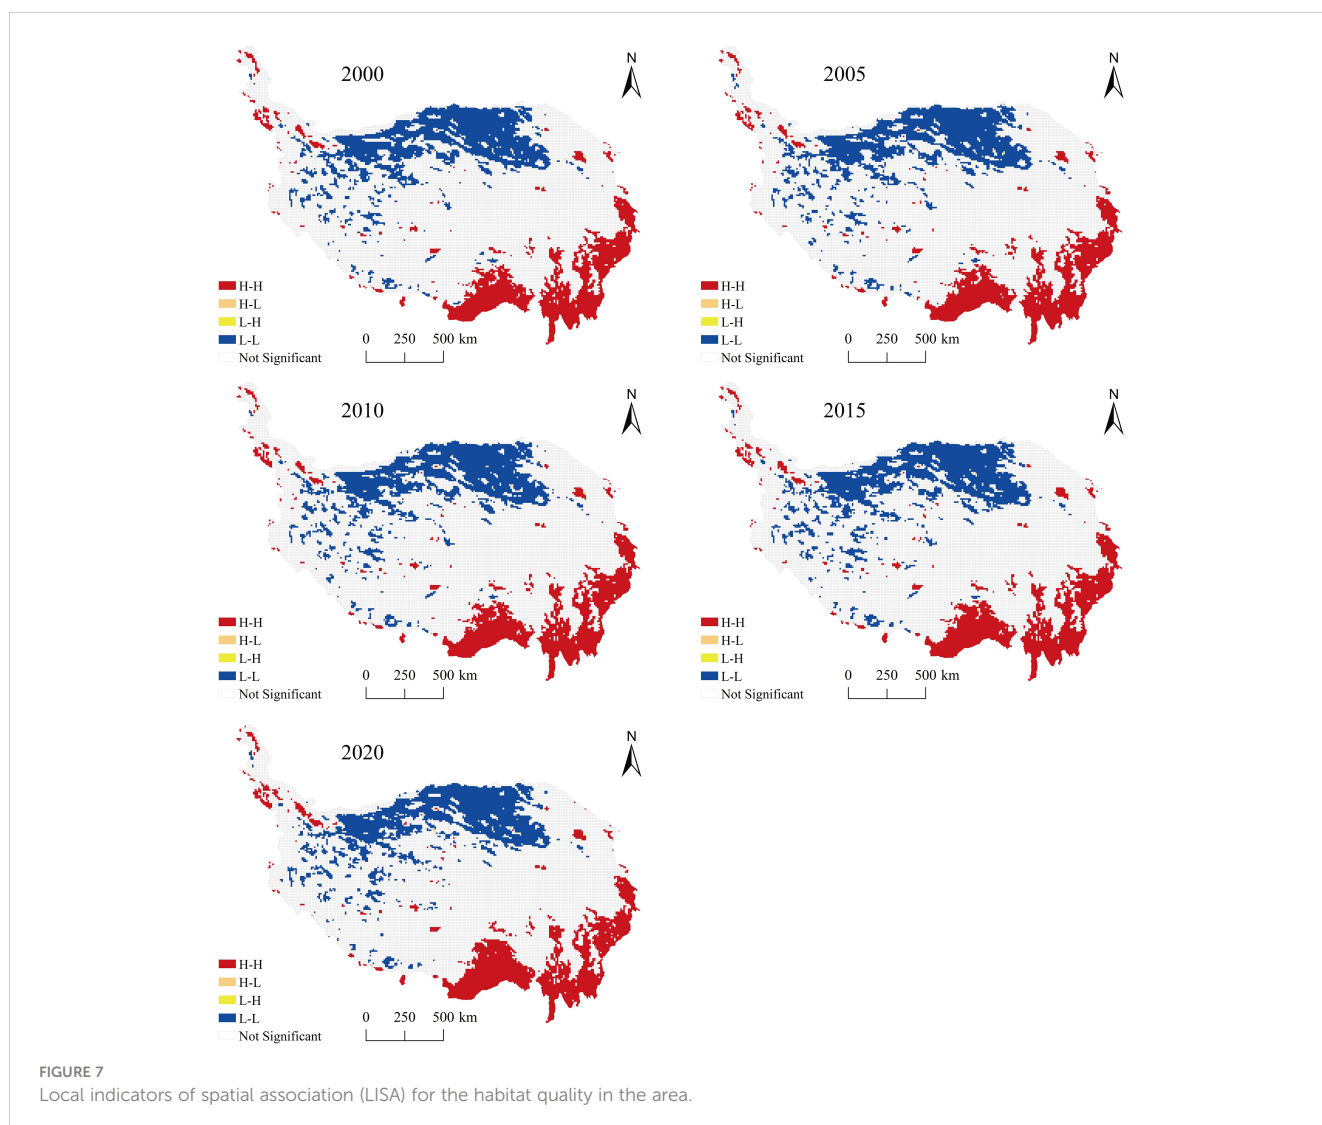 2000
N
H-H
H-L
L-H
L-L
Not Significant
0 250 500 km
2005
N
H-H
H-L
L-H
L-L
Not Significant
0 250 500 km
2010
N
H-H
H-L
L-H
L-L
Not Significant
0 250 500 km
2015
N
H-H
H-L
L-H
L-L
Not Significant
0 250 500 km
2020
N
H-H
H-L
L-H
L-L
Not Significant
0 250 500 km
FIGURE 7
Local indicators of spatial association (LISA) for the habitat quality in the area.